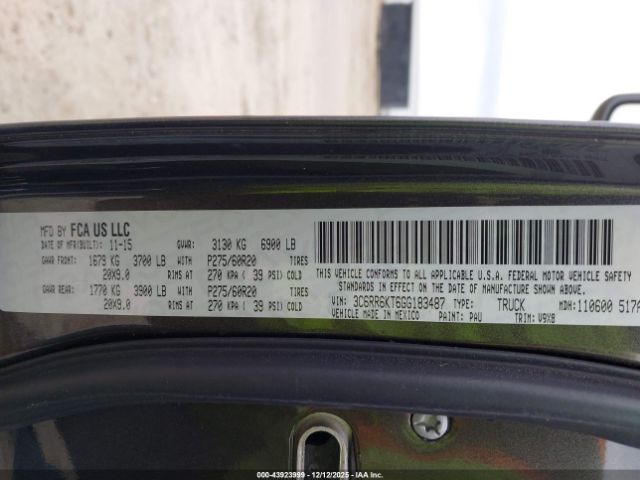 MFD BY FCA US LLC
DATE OF MFR(BUILT): 11-15 GVWR: 3130 KG 6900 LB
GAWR FRONT: 1679 KG 3700 LB WITH P275/60R20 TIRES
20X9.0 RIMS AT 270 KPA ( 39 PSI) COLD
GAWR REAR: 1770 KG 3900 LB WITH P275/60R20 TIRES
20X9.0 RIMS AT 270 KPA ( 39 PSI) COLD
THIS VEHICLE CONFORMS TO ALL APPLICABLE U.S.A. FEDERAL MOTOR VEHICLE SAFETY
STANDARDS IN EFFECT ON THE DATE OF MANUFACTURE SHOWN ABOVE.
VIN: 3C6RR6KT6GG183487 TYPE: TRUCK MDH: 110600 517A
VEHICLE MADE IN MEXICO PAINT: PAU TRIM: V9X8
00-43923999 - 12/12/2025 - COPYRIGHT IAA, LLC.